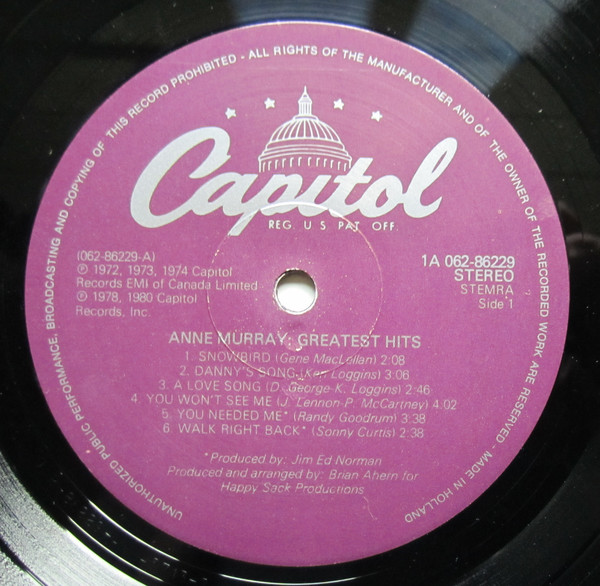 UNAUTHORIZED PUBLIC PERFORMANCE, BROADCASTING AND COPYING OF THIS RECORD PROHIBITED - ALL RIGHTS OF THE MANUFACTURER AND OF THE OWNER OF THE RECORDED WORK ARE RESERVED - MADE IN HOLLAND
Capitol
REG. U S PAT OFF
(062-86229-A)
℗ 1972, 1973, 1974 Capitol
Records EMI of Canada Limited
℗ 1978, 1980 Capitol
Records, Inc.
1A 062-86229
STEREO
STEMRA
Side 1
ANNE MURRAY: GREATEST HITS
1. SNOWBIRD (Gene MacLellan) 2:08
2. DANNY'S SONG (Ken Loggins) 3:06
3. A LOVE SONG (D. George-K. Loggins) 2:46
4. YOU WON'T SEE ME (J. Lennon-P. McCartney) 4:02
5. YOU NEEDED ME* (Randy Goodrum) 3:38
6. WALK RIGHT BACK* (Sonny Curtis) 2:38
*Produced by: Jim Ed Norman
Produced and arranged by: Brian Ahern for
Happy Sack Productions